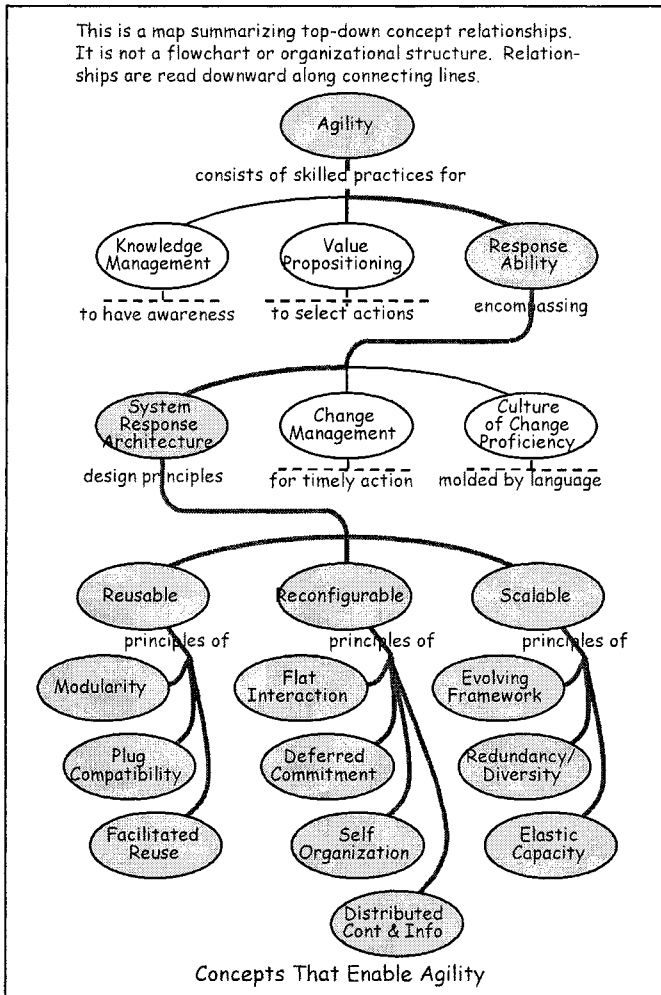 This is a map summarizing top-down concept relationships.
It is not a flowchart or organizational structure. Relation-
ships are read downward along connecting lines.
Agility
consists of skilled practices for
Knowledge
Management
Value
Propositioning
Response
Ability
to have awareness
to select actions
encompassing
System
Response
Architecture
Change
Management
Culture
of Change
Proficiency
design principles
for timely action
molded by language
Reusable
Reconfigurable
Scalable
principles of
principles of
principles of
Modularity
Flat
Interaction
Evolving
Framework
Plug
Compatibility
Deferred
Commitment
Redundancy/
Diversity
Facilitated
Reuse
Self
Organization
Elastic
Capacity
Distributed
Cont & Info
Concepts That Enable Agility